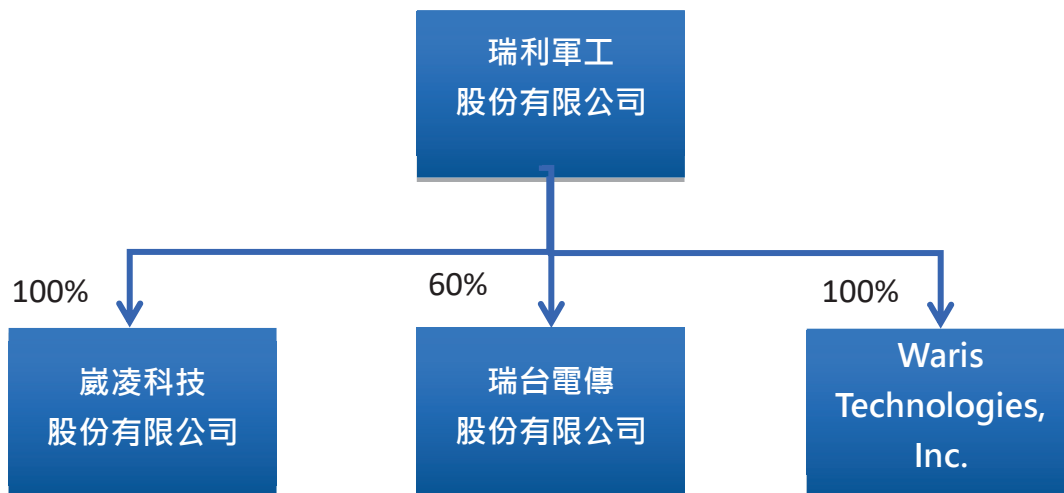 瑞利軍工
股份有限公司
100%
60%
100%
崴凌科技
股份有限公司
瑞台電傳
股份有限公司
Waris
Technologies,
Inc.